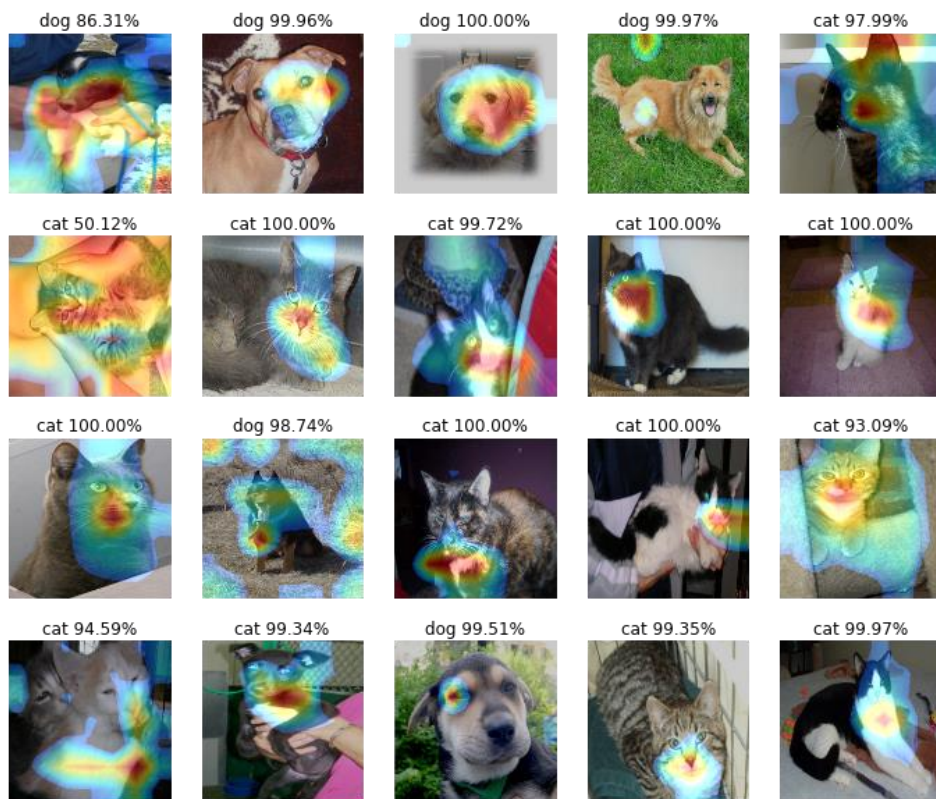 dog 86.31%
dog 99.96%
dog 100.00%
dog 99.97%
cat 97.99%
cat 50.12%
cat 100.00%
cat 99.72%
cat 100.00%
cat 100.00%
cat 100.00%
dog 98.74%
cat 100.00%
cat 100.00%
cat 93.09%
cat 94.59%
cat 99.34%
dog 99.51%
cat 99.35%
cat 99.97%